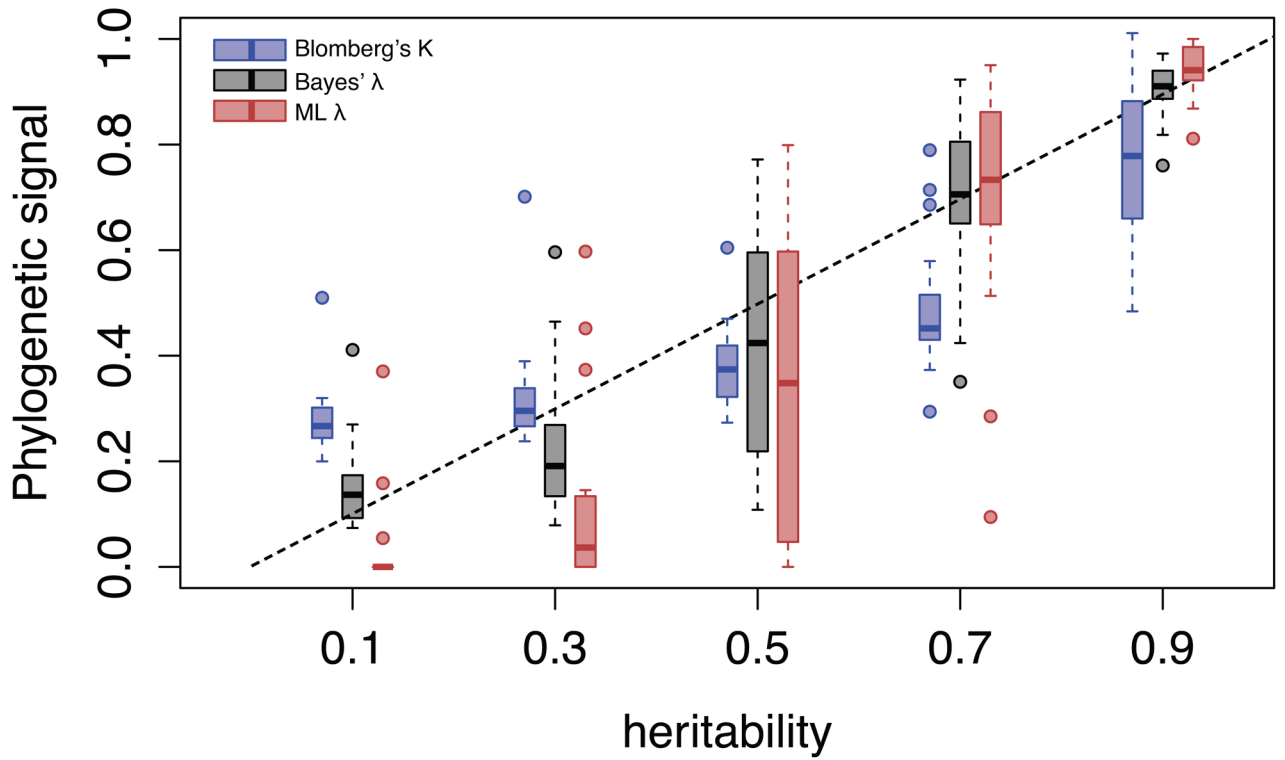 Blomberg's K
Bayes' λ
ML λ
Phylogenetic signal
1.0
0.8
0.6
0.4
0.2
0.0
0.1 0.3 0.5 0.7 0.9
heritability